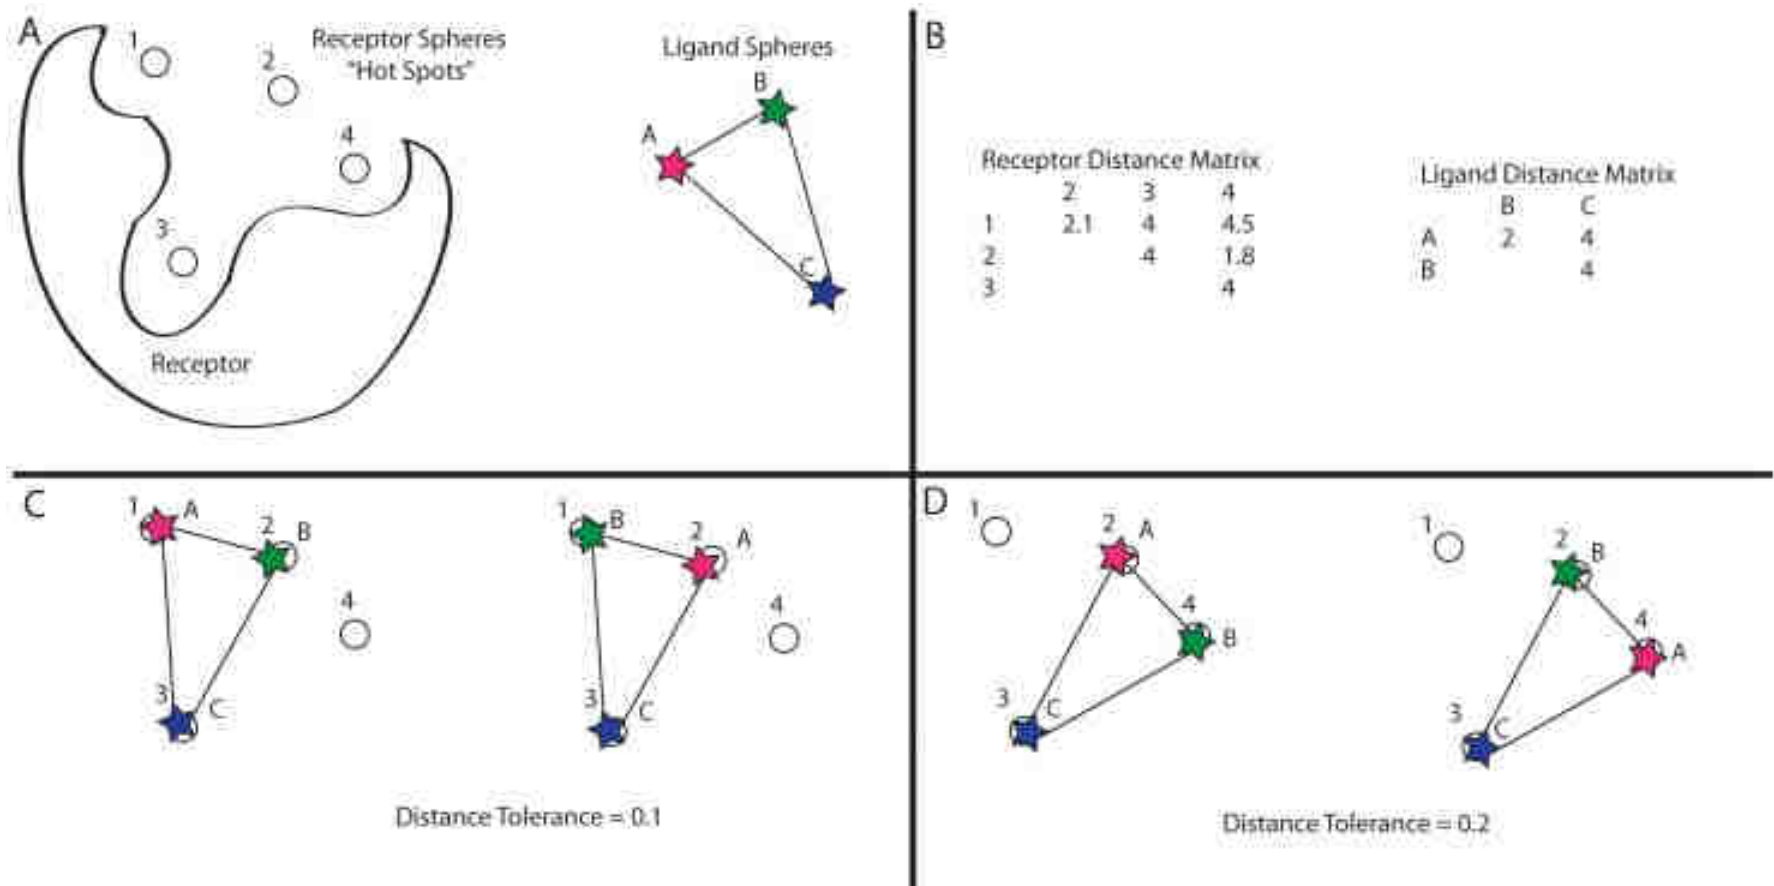 A
1
2
Receptor Spheres
"Hot Spots"
4
3
Receptor
Ligand Spheres
B
A
C
B
Receptor Distance Matrix
2 3 4
1 2.1 4 4.5
2 4 1.8
3 4
Ligand Distance Matrix
B C
A 2 4
B 4
C
1 A
2 B
4
3 C
1 B
2 A
4
3 C
Distance Tolerance = 0.1
D
1
2 A
4 B
3 C
1
2 B
4 A
3 C
Distance Tolerance = 0.2